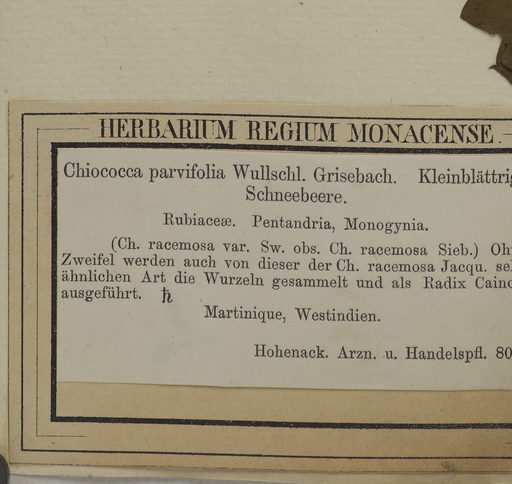 HERBARIUM REGIUM MONACENSE.
Chiococca parvifolia Wullschl. Grisebach. Kleinblättrig
Schneebeere.
Rubiaceæ. Pentandria, Monogynia.
(Ch. racemosa var. Sw. obs. Ch. racemosa Sieb.) Oh
Zweifel werden auch von dieser der Ch. racemosa Jacqu. se
ähnlichen Art die Wurzeln gesammelt und als Radix Cainc
ausgeführt. ♄
Martinique, Westindien.
Hohenack. Arzn. u. Handelspfl. 80